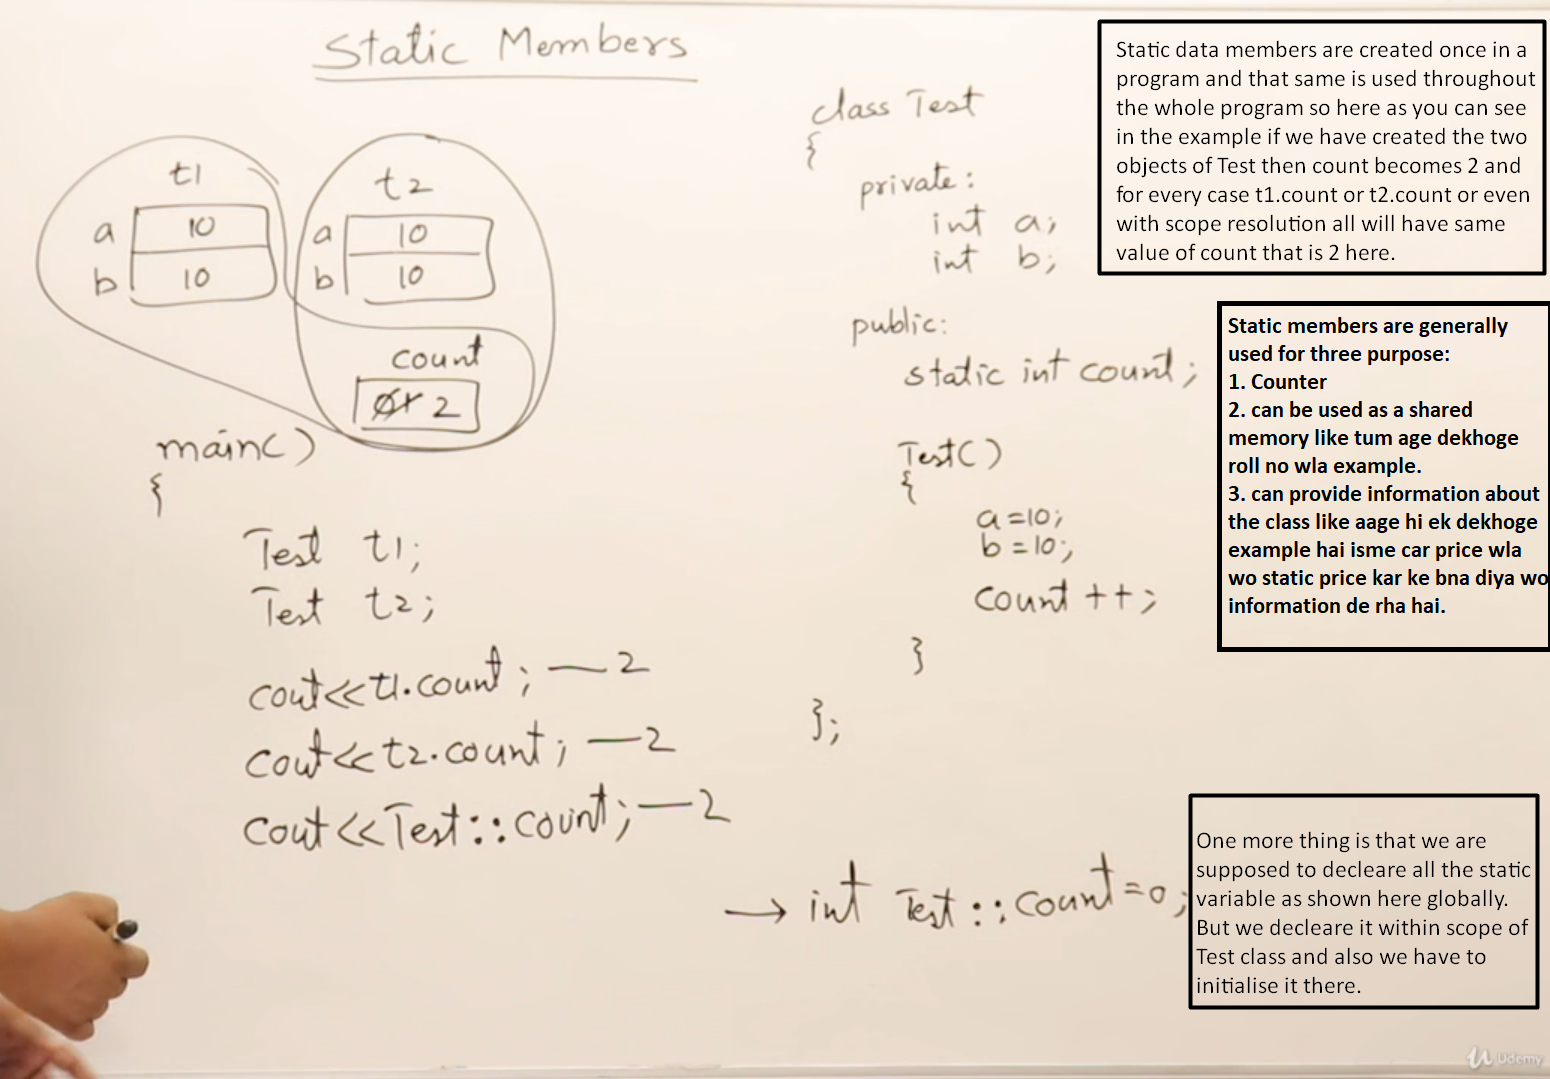 Static Members
t1
a 10
b 10
t2
a 10
b 10
count
0 1 2
main()
{
Test t1;
Test t2;
cout<<t1.count; — 2
cout<<t2.count; — 2
cout<<Test::count; — 2
class Test
{
private:
int a;
int b;
public:
static int count;
Test()
{
a=10;
b=10;
count ++;
}
};
→ int Test::count=0;
Static data members are created once in a
program and that same is used throughout
the whole program so here as you can see
in the example if we have created the two
objects of Test then count becomes 2 and
for every case t1.count or t2.count or even
with scope resolution all will have same
value of count that is 2 here.
Static members are generally
used for three purpose:
1. Counter
2. can be used as a shared
memory like tum age dekhoge
roll no wla example.
3. can provide information about
the class like aage hi ek dekhoge
example hai isme car price wla
wo static price kar ke bna diya wo
information de rha hai.
One more thing is that we are
supposed to decleare all the static
variable as shown here globally.
But we decleare it within scope of
Test class and also we have to
initialise it there.
Udemy